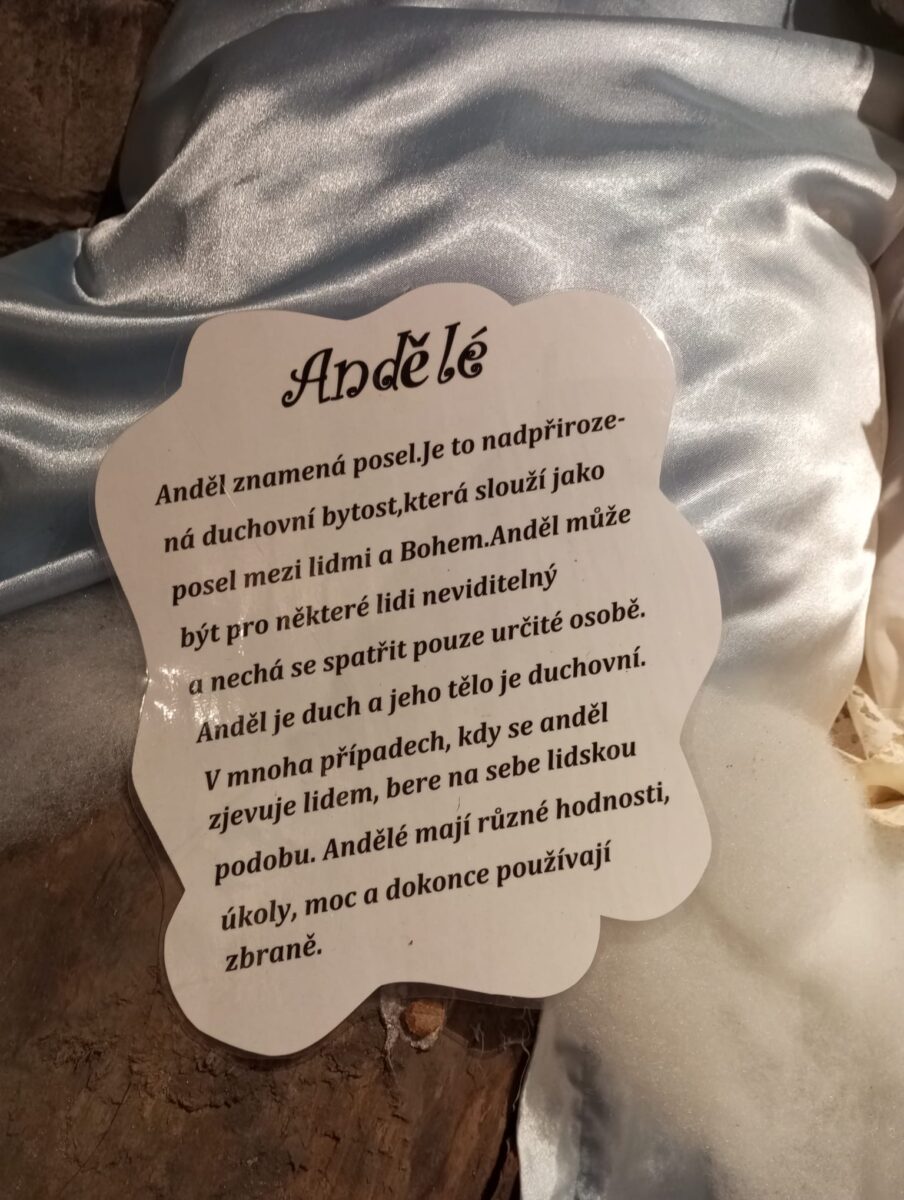 Andělé
Anděl znamená posel.Je to nadpřiroze-
ná duchovní bytost,která slouží jako
posel mezi lidmi a Bohem.Anděl může
být pro některé lidi neviditelný
a nechá se spatřit pouze určité osobě.
Anděl je duch a jeho tělo je duchovní.
V mnoha případech, kdy se anděl
zjevuje lidem, bere na sebe lidskou
podobu. Andělé mají různé hodnosti,
úkoly, moc a dokonce používají
zbraně.